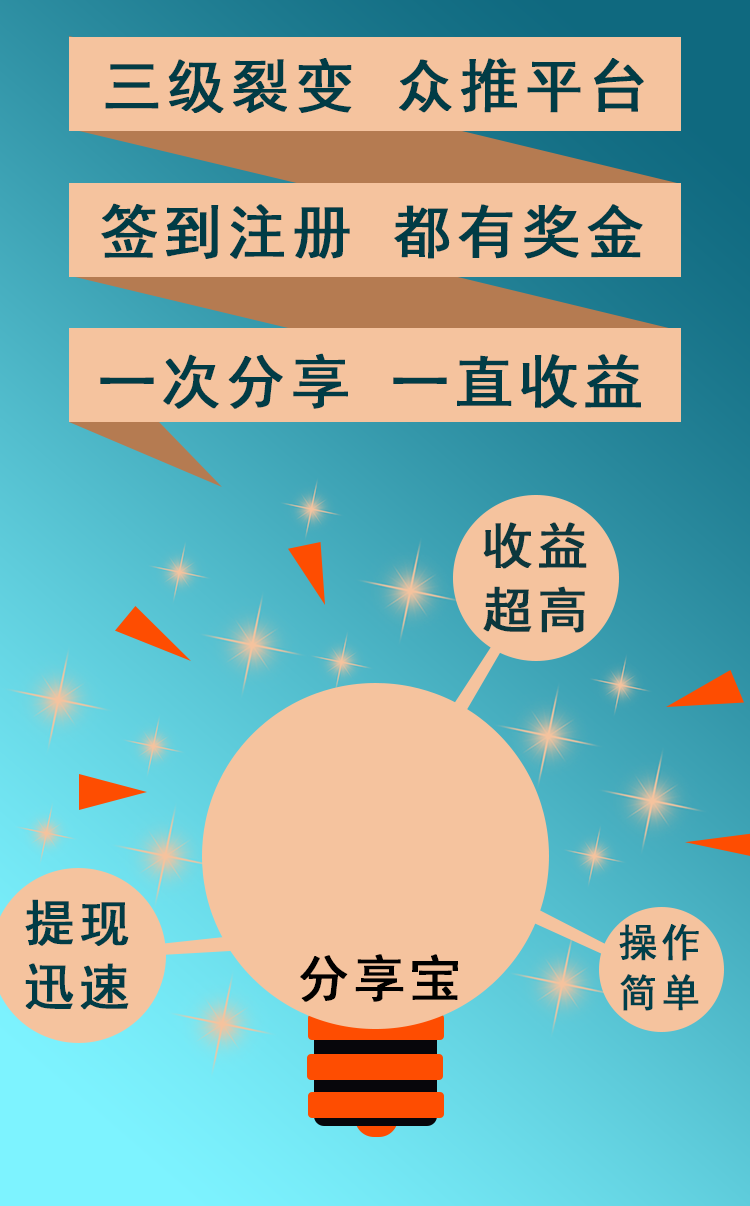 三级裂变 众推平台
签到注册 都有奖金
一次分享 一直收益
收益
超高
提现
迅速
分享宝
操作
简单